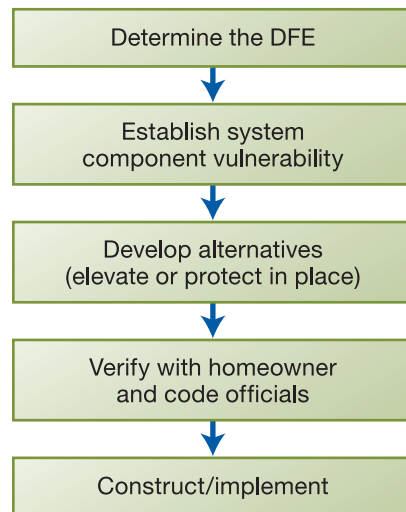 Determine the DFE
Establish system
component vulnerability
Develop alternatives
(elevate or protect in place)
Verify with homeowner
and code officials
Construct/implement